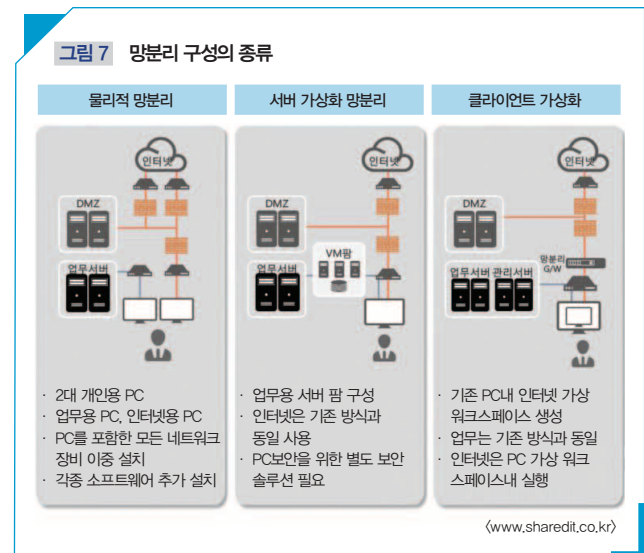 그림 7 망분리 구성의 종류
물리적 망분리
인터넷
DMZ
업무서버
· 2대 개인용 PC
· 업무용 PC, 인터넷용 PC
· PC를 포함한 모든 네트워크
장비 이중 설치
· 각종 소프트웨어 추가 설치
서버 가상화 망분리
인터넷
DMZ
VM팜
업무서버
· 업무용 서버 팜 구성
· 인터넷은 기존 방식과
동일 사용
· PC보안을 위한 별도 보안
솔루션 필요
클라이언트 가상화
인터넷
DMZ
망분리
G/W
업무서버 관리서버
· 기존 PC내 인터넷 가상
워크스페이스 생성
· 업무는 기존 방식과 동일
· 인터넷은 PC 가상 워크
스페이스내 실행
〈www.sharedit.co.kr〉